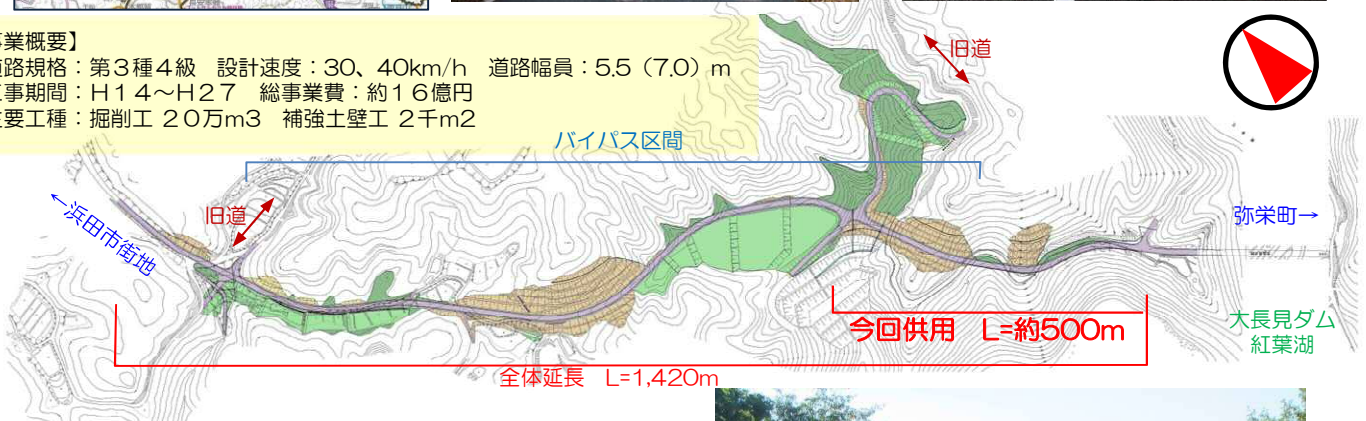 業概要】
道路規格：第３種４級　設計速度：30、40km/h　道路幅員：5.5（7.0）m
工事期間：Ｈ１４～Ｈ２７　総事業費：約１６億円
主要工種：掘削工 ２０万m3　補強土壁工 ２千m2
旧道
バイパス区間
←浜田市街地
旧道
弥栄町→
今回供用　L=約500m
大長見ダム
紅葉湖
全体延長　L=1,420m